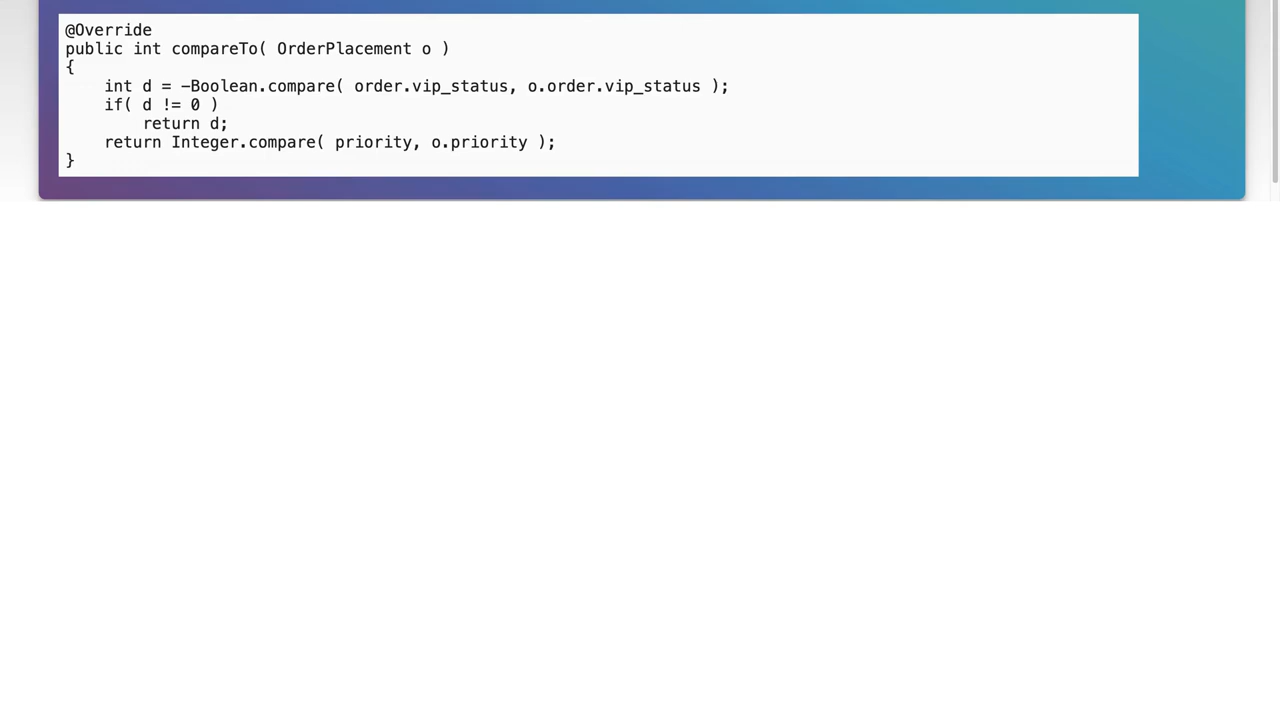 @Override
public int compareTo( OrderPlacement o )
{
    int d = -Boolean.compare( order.vip_status, o.order.vip_status );
    if( d != 0 )
        return d;
    return Integer.compare( priority, o.priority );
}